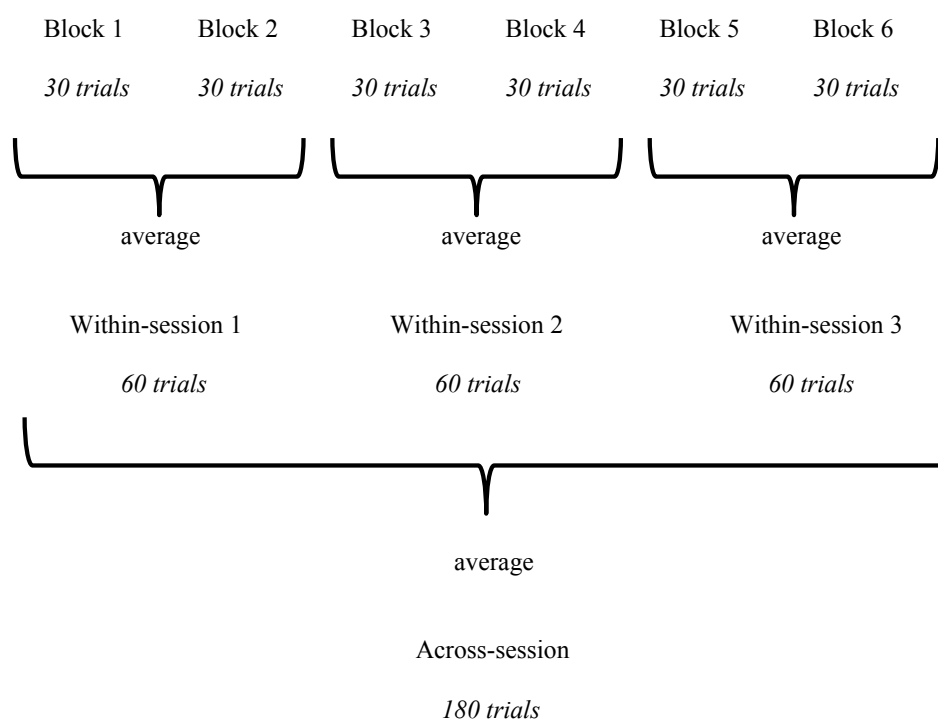 Block 1 Block 2 Block 3 Block 4 Block 5 Block 6
30 trials 30 trials 30 trials 30 trials 30 trials 30 trials
average average average
Within-session 1 Within-session 2 Within-session 3
60 trials 60 trials 60 trials
average
Across-session
180 trials